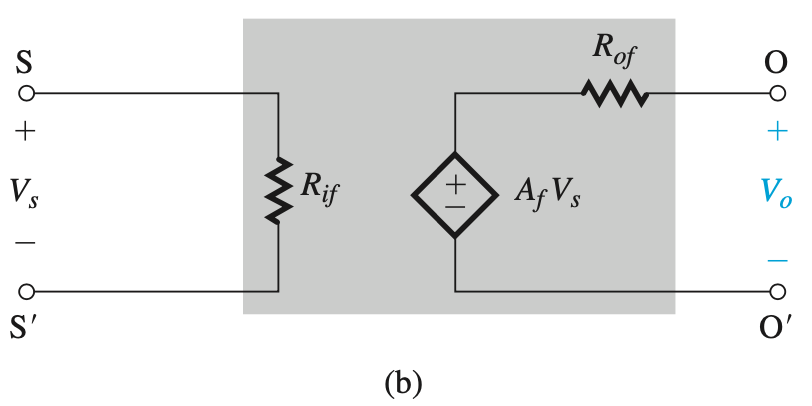 R_of
S O
+ +
V_s R_if + − A_f V_s V_o
− −
S′ O′
(b)